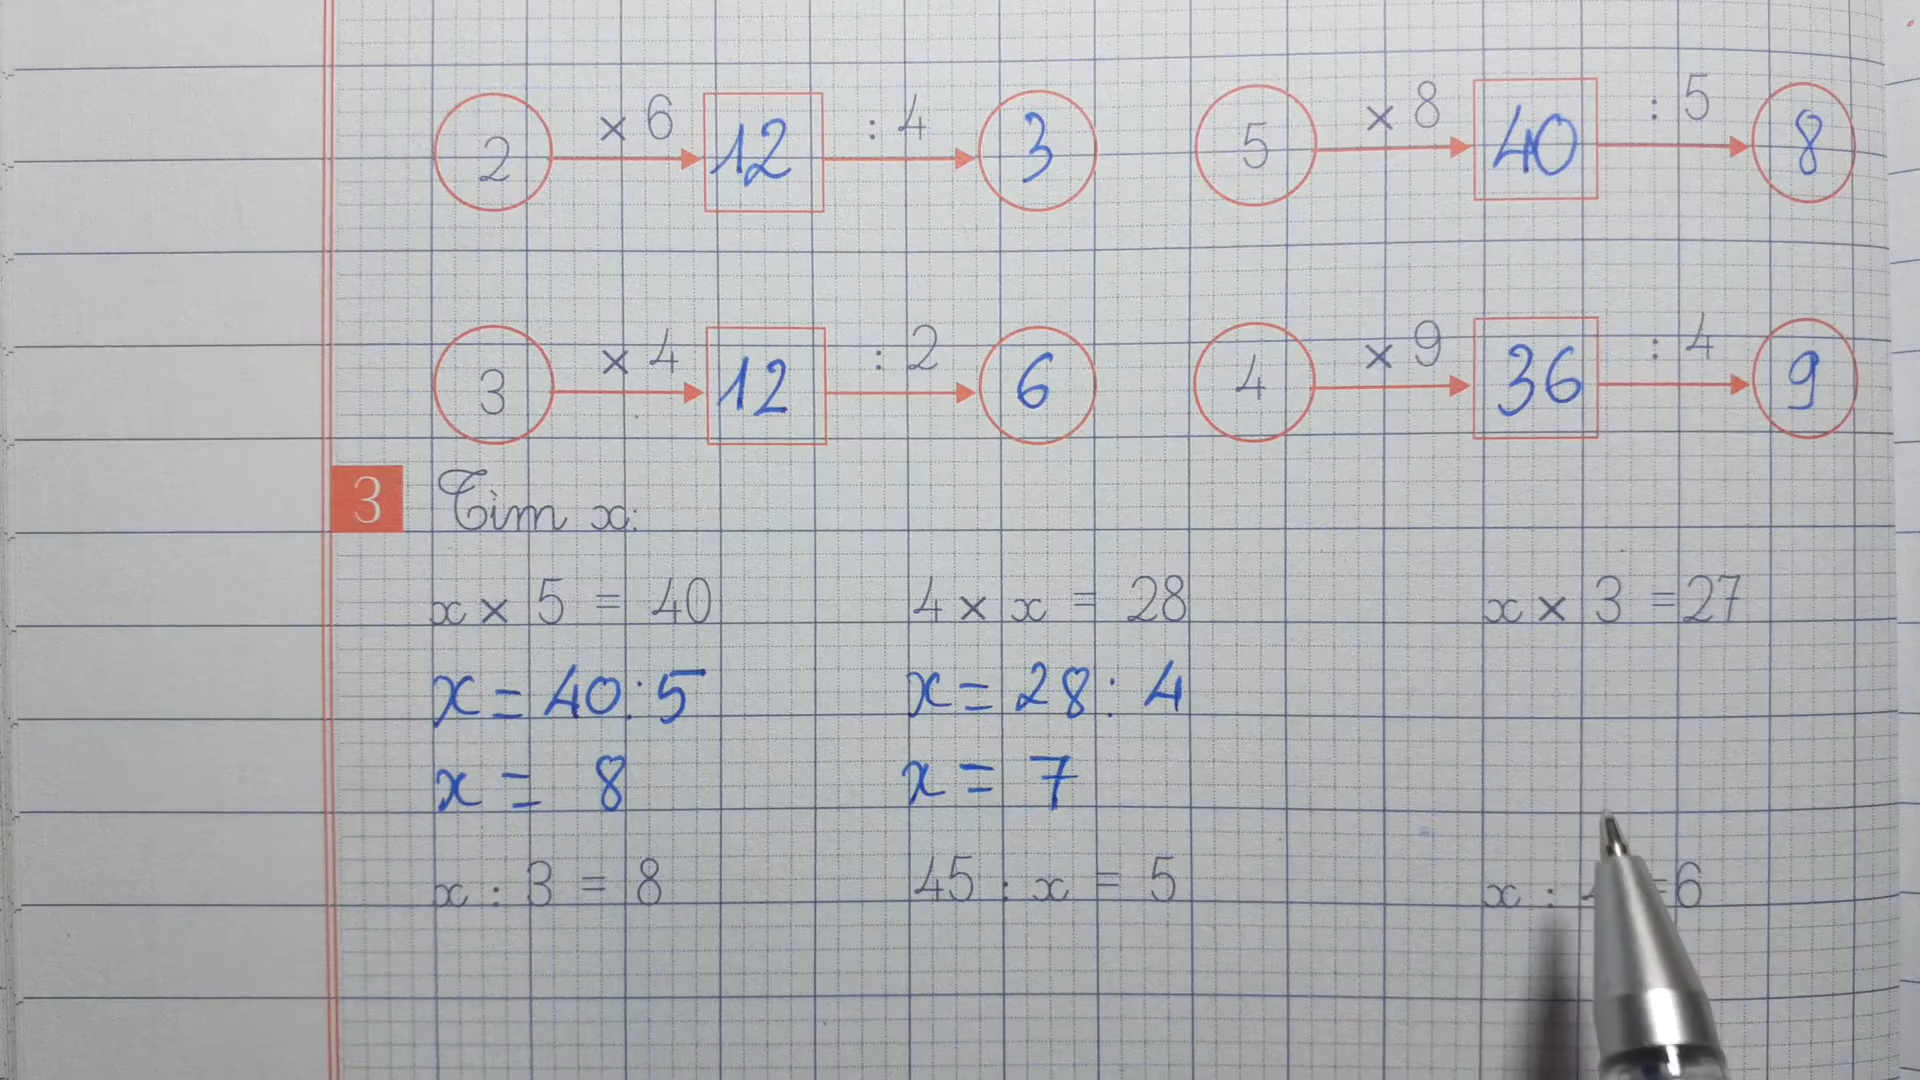 2 × 6 12 : 4 3 5 × 8 40 : 5 8
3 × 4 12 : 2 6 4 × 9 36 : 4 9
3 Tìm x:
x × 5 = 40 4 × x = 28 x × 3 = 27
x = 40 : 5 x = 28 : 4
x = 8 x = 7
x : 3 = 8 45 : x = 5 x : = 6